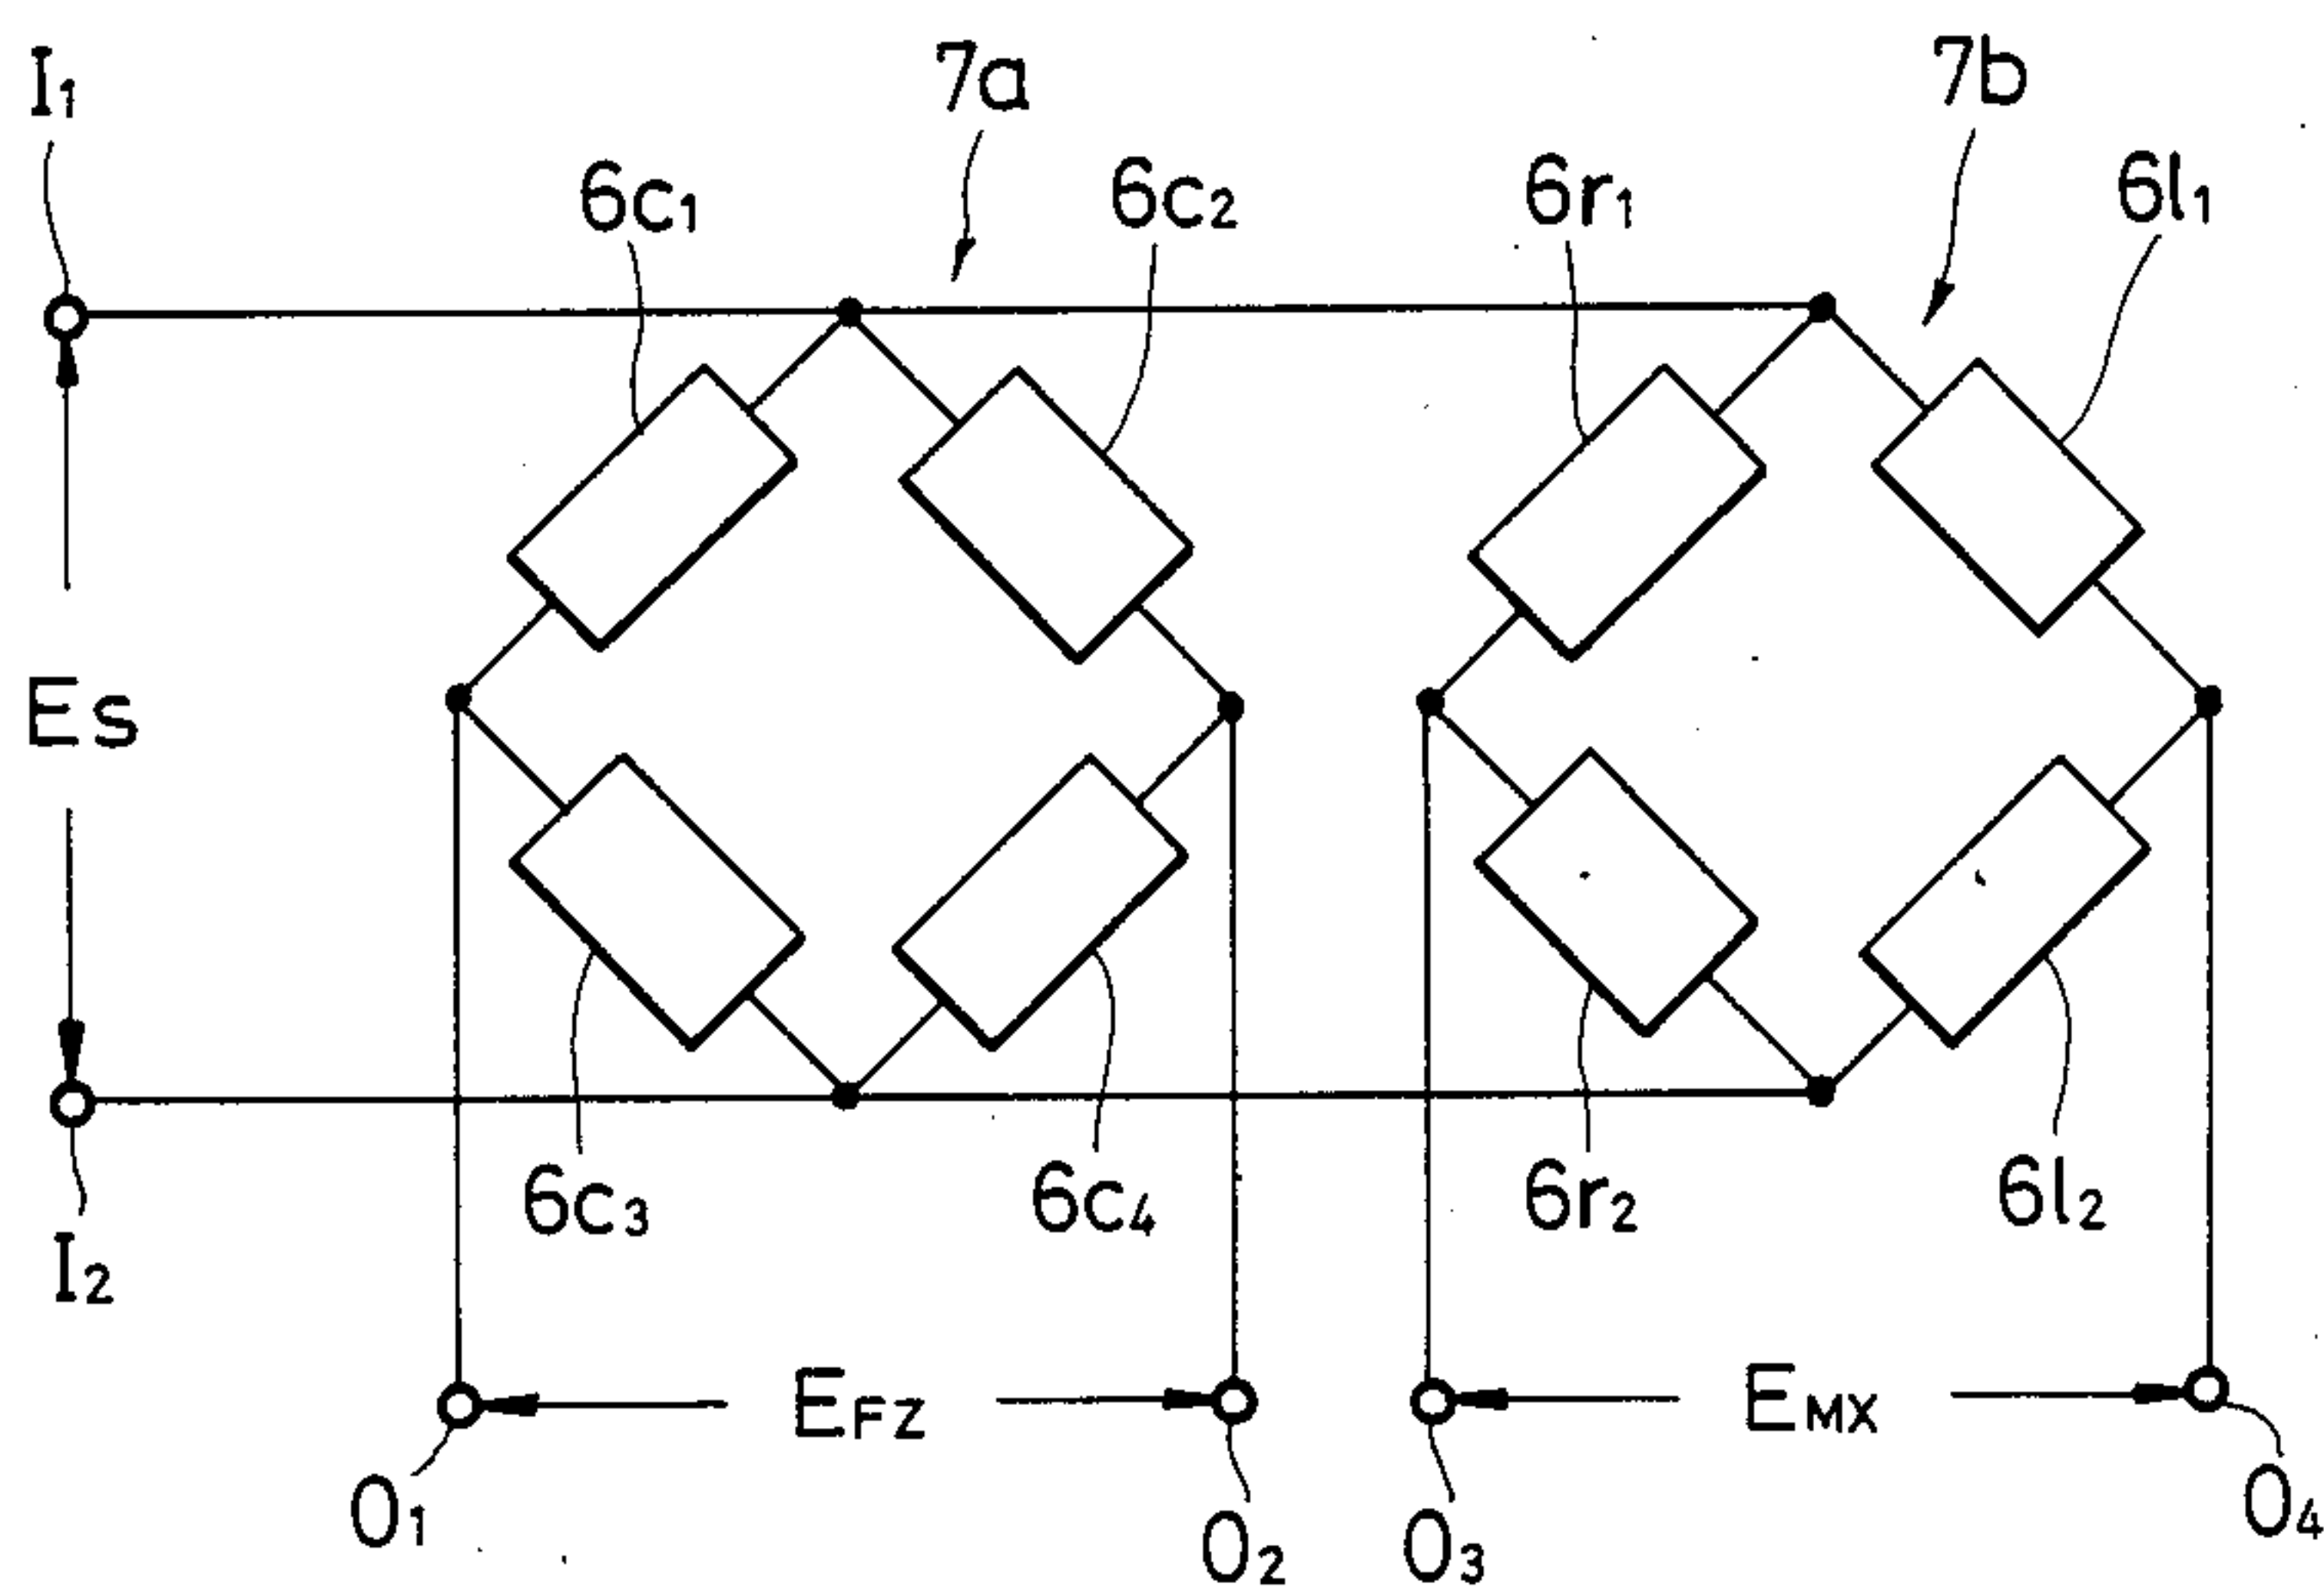 I1
7a
7b
6c1
6c2
6r1
6l1
Es
6c3
6c4
6r2
6l2
I2
EFZ
EMX
O1
O2
O3
O4